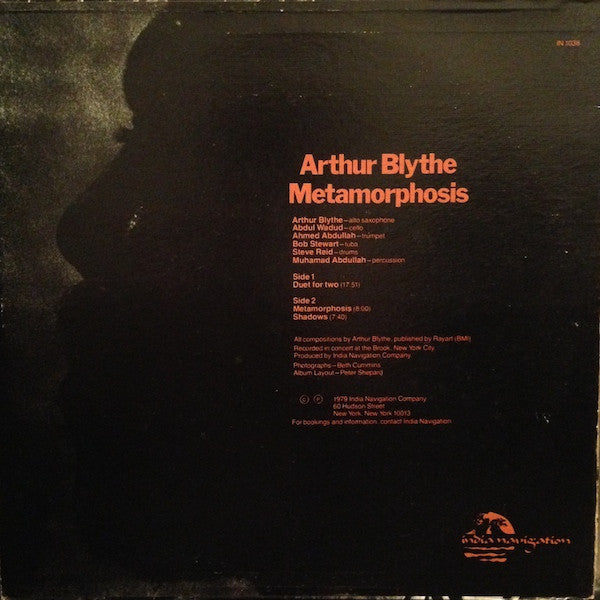 IN 1038
Arthur Blythe
Metamorphosis
Arthur Blythe—alto saxophone
Abdul Wadud—cello
Ahmed Abdullah—trumpet
Bob Stewart—tuba
Steve Reid—drums
Muhamad Abdullah—percussion
Side 1
Duet for two (17:51)
Side 2
Metamorphosis (8:00)
Shadows (7:40)
All compositions by Arthur Blythe, published by Rayart (BMI)
Recorded in concert at the Brook, New York City
Produced by India Navigation Company
Photographs—Beth Cummins
Album Layout—Peter Shepard
© ℗ 1979 India Navigation Company
60 Hudson Street
New York, New York 10013
For bookings and information, contact India Navigation
india navigation